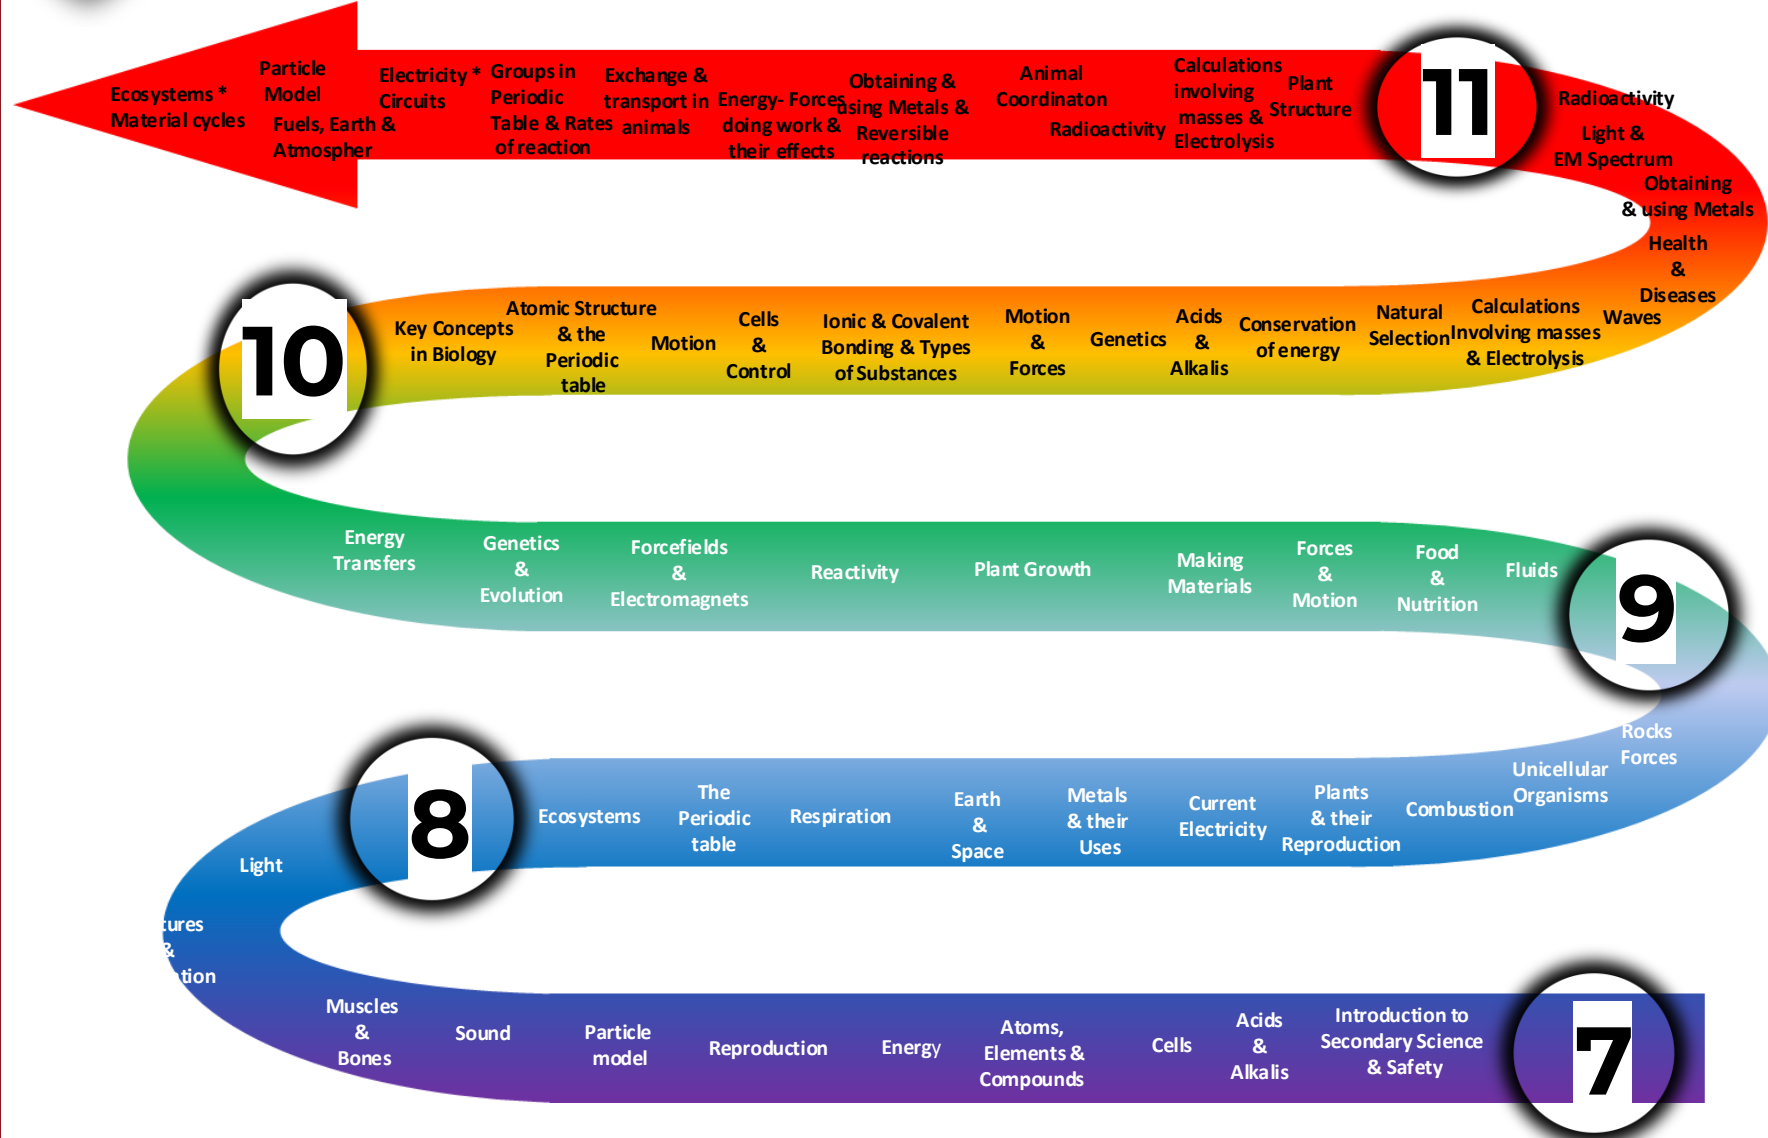 Ecosystems *
Material cycles
Particle
Model
Fuels, Earth &
Atmospher
Electricity *
Circuits
Groups in
Periodic
Table & Rates
of reaction
Exchange &
transport in
animals
Energy- Forces
doing work &
their effects
Obtaining &
using Metals &
Reversible
reactions
Animal
Coordinaton
Radioactivity
Calculations
involving
masses &
Electrolysis
Plant
Structure
11
Radioactivity
Light &
EM Spectrum
Obtaining
& using Metals
Health
&
Diseases
Waves
10
Key Concepts
in Biology
Atomic Structure
& the
Periodic
table
Motion
Cells
&
Control
Ionic & Covalent
Bonding & Types
of Substances
Motion
&
Forces
Genetics
Acids
&
Alkalis
Conservation
of energy
Natural
Selection
Calculations
Involving masses
& Electrolysis
Energy
Transfers
Genetics
&
Evolution
Forcefields
&
Electromagnets
Reactivity
Plant Growth
Making
Materials
Forces
&
Motion
Food
&
Nutrition
Fluids
9
Rocks
Forces
8
Ecosystems
The
Periodic
table
Respiration
Earth
&
Space
Metals
& their
Uses
Current
Electricity
Plants
& their
Reproduction
Combustion
Unicellular
Organisms
Light
&
Muscles
&
Bones
Sound
Particle
model
Reproduction
Energy
Atoms,
Elements &
Compounds
Cells
Acids
&
Alkalis
Introduction to
Secondary Science
& Safety
7